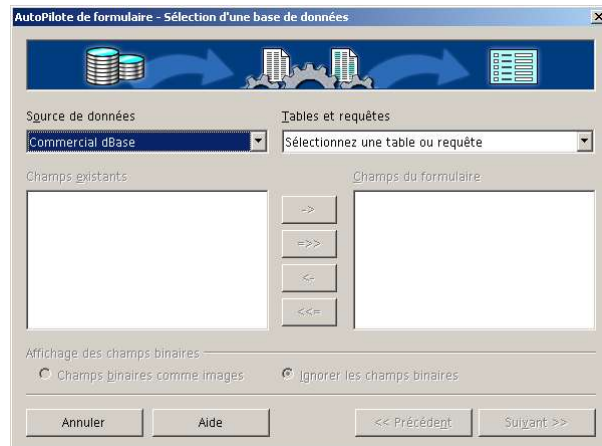 AutoPilote de formulaire - Sélection d'une base de données
Source de données
Tables et requêtes
Commercial dBase
Sélectionnez une table ou requête
Champs existants
Champs du formulaire
->
=>>
<-
<<=
Affichage des champs binaires
Champs binaires comme images
Ignorer les champs binaires
Annuler
Aide
<< Précédent
Suivant >>